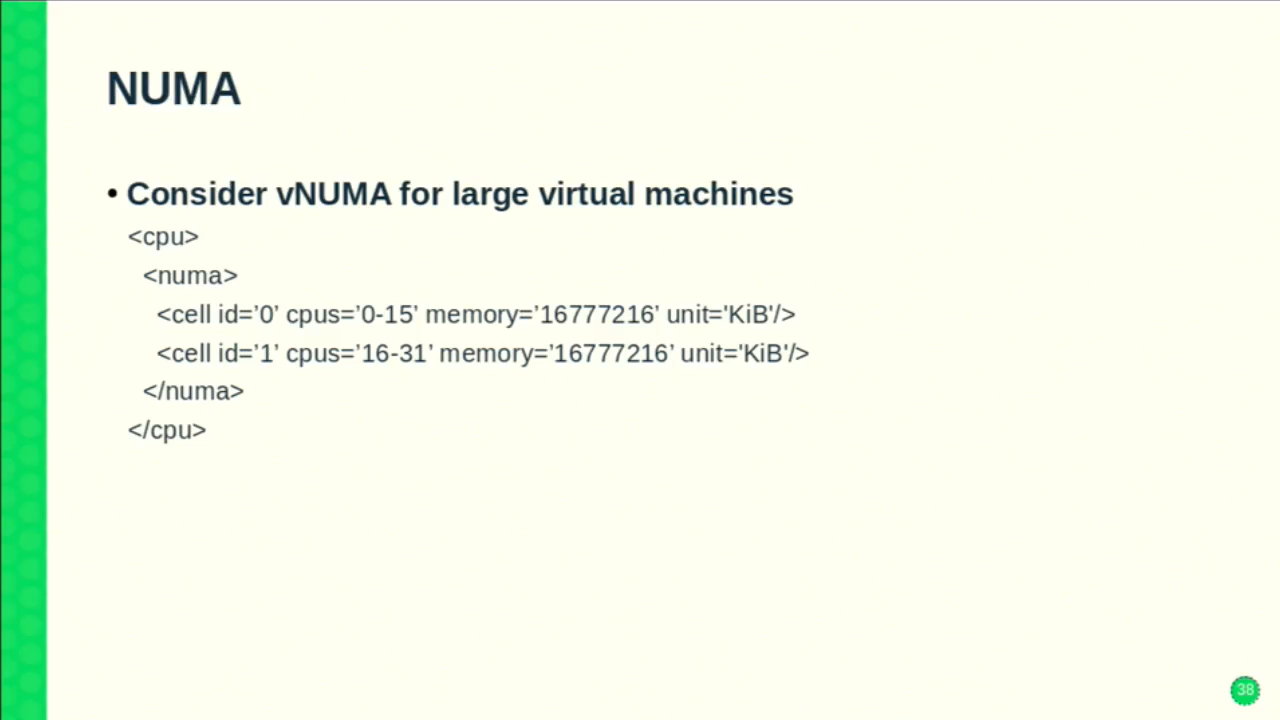 NUMA
• Consider vNUMA for large virtual machines
<cpu>
<numa>
<cell id=’0’ cpus=’0-15’ memory=’16777216’ unit='KiB'/>
<cell id=’1’ cpus=’16-31’ memory=’16777216’ unit='KiB'/>
</numa>
</cpu>
38